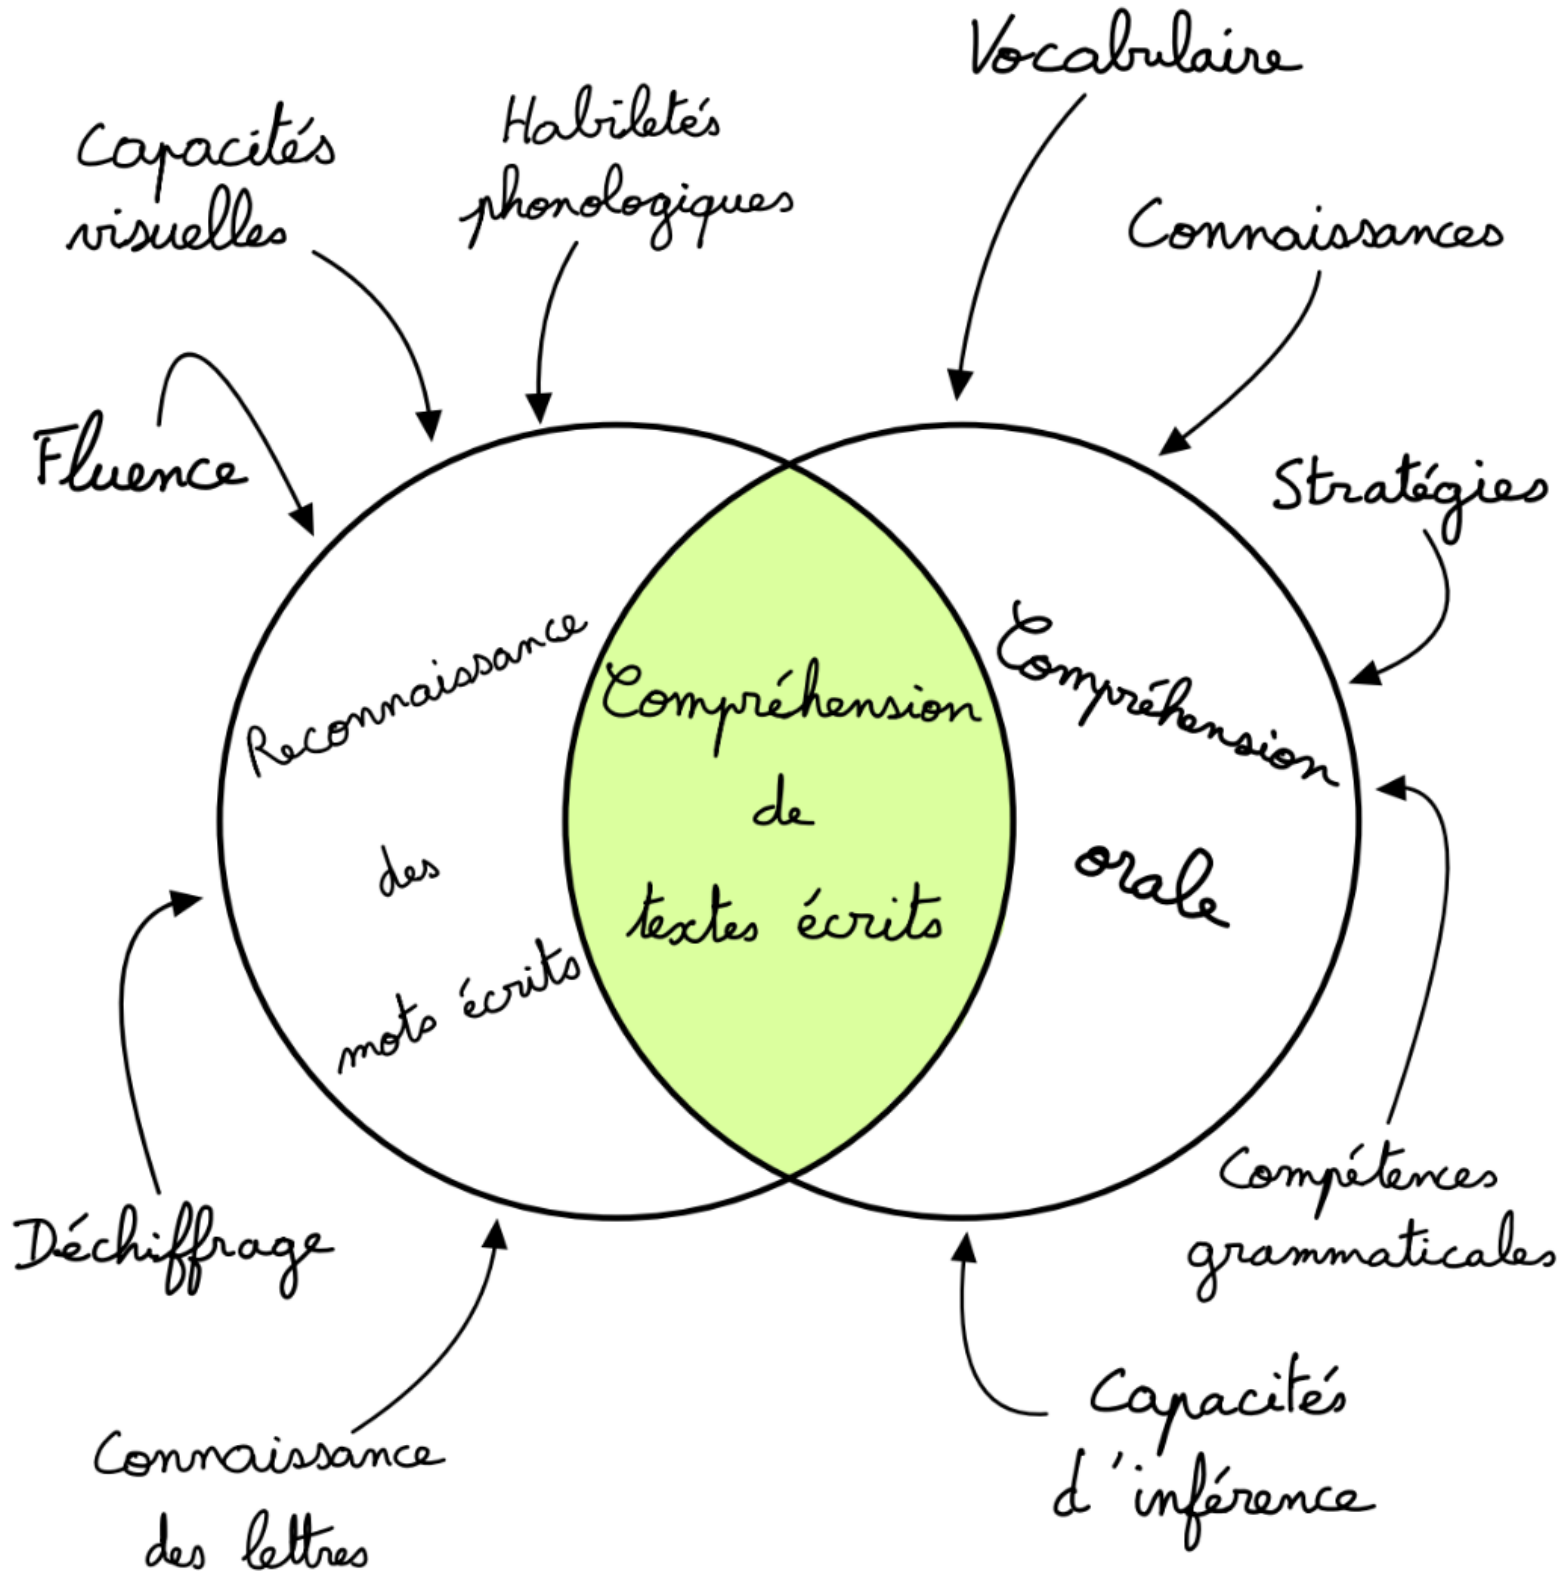 Vocabulaire
Capacités
visuelles
Habiletés
phonologiques
Connaissances
Fluence
Stratégies
Reconnaissance
des
mots écrits
Compréhension
de
textes écrits
Compréhension
orale
Déchiffrage
Compétences
grammaticales
Connaissance
des lettres
Capacités
d'inférence